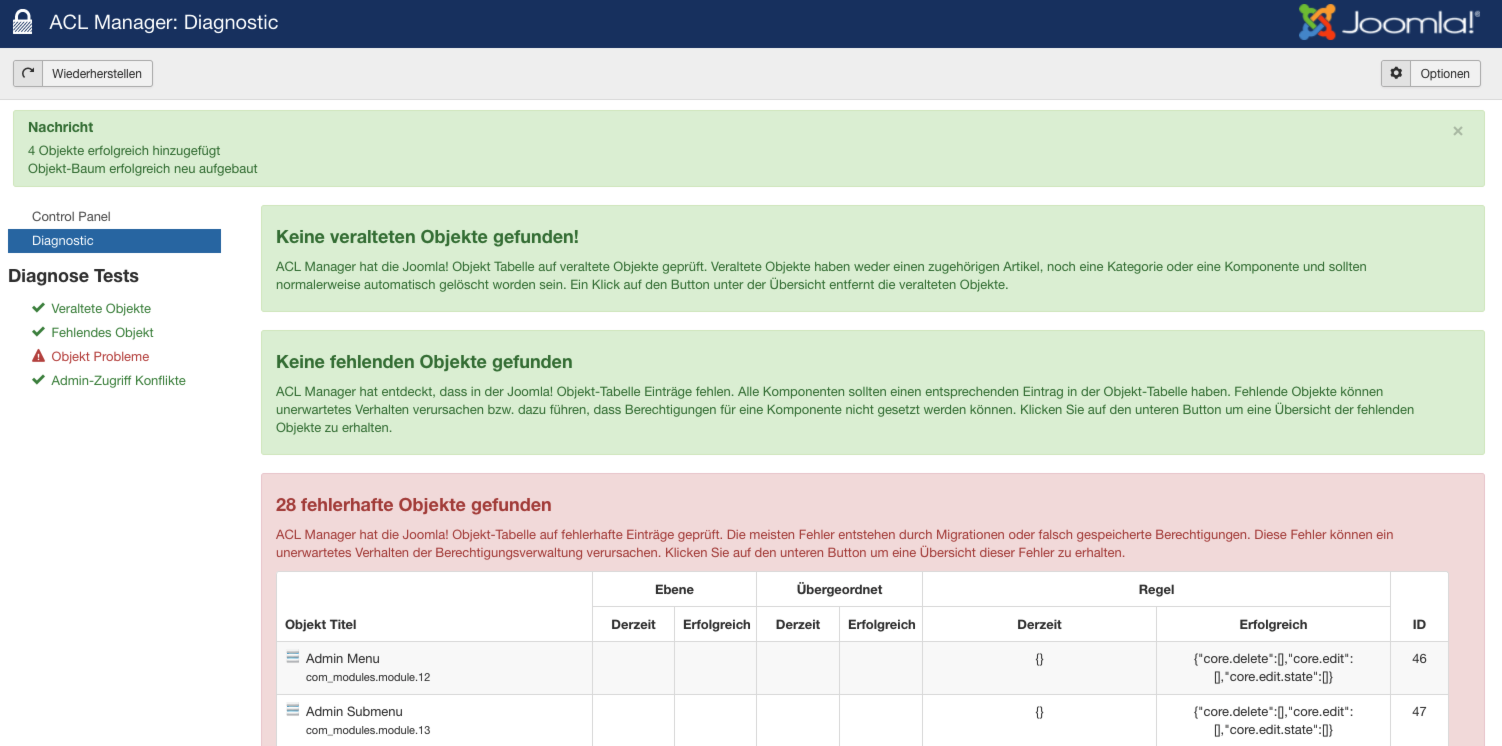 ACL Manager: Diagnostic
Joomla!®
Wiederherstellen
Optionen
Nachricht
×
4 Objekte erfolgreich hinzugefügt
Objekt-Baum erfolgreich neu aufgebaut
Control Panel
Diagnostic
Diagnose Tests
Veraltete Objekte
Fehlendes Objekt
Objekt Probleme
Admin-Zugriff Konflikte
Keine veralteten Objekte gefunden!
ACL Manager hat die Joomla! Objekt Tabelle auf veraltete Objekte geprüft. Veraltete Objekte haben weder einen zugehörigen Artikel, noch eine Kategorie oder eine Komponente und sollten
normalerweise automatisch gelöscht worden sein. Ein Klick auf den Button unter der Übersicht entfernt die veralteten Objekte.
Keine fehlenden Objekte gefunden
ACL Manager hat entdeckt, dass in der Joomla! Objekt-Tabelle Einträge fehlen. Alle Komponenten sollten einen entsprechenden Eintrag in der Objekt-Tabelle haben. Fehlende Objekte können
unerwartetes Verhalten verursachen bzw. dazu führen, dass Berechtigungen für eine Komponente nicht gesetzt werden können. Klicken Sie auf den unteren Button um eine Übersicht der fehlenden
Objekte zu erhalten.
28 fehlerhafte Objekte gefunden
ACL Manager hat die Joomla! Objekt-Tabelle auf fehlerhafte Einträge geprüft. Die meisten Fehler entstehen durch Migrationen oder falsch gespeicherte Berechtigungen. Diese Fehler können ein
unerwartetes Verhalten der Berechtigungsverwaltung verursachen. Klicken Sie auf den unteren Button um eine Übersicht dieser Fehler zu erhalten.
Ebene Übergeordnet Regel
Objekt Titel Derzeit Erfolgreich Derzeit Erfolgreich Derzeit Erfolgreich ID
Admin Menu {} {"core.delete":[],"core.edit": 46
com_modules.module.12 [],"core.edit.state":[]}
Admin Submenu {} {"core.delete":[],"core.edit": 47
com_modules.module.13 [],"core.edit.state":[]}